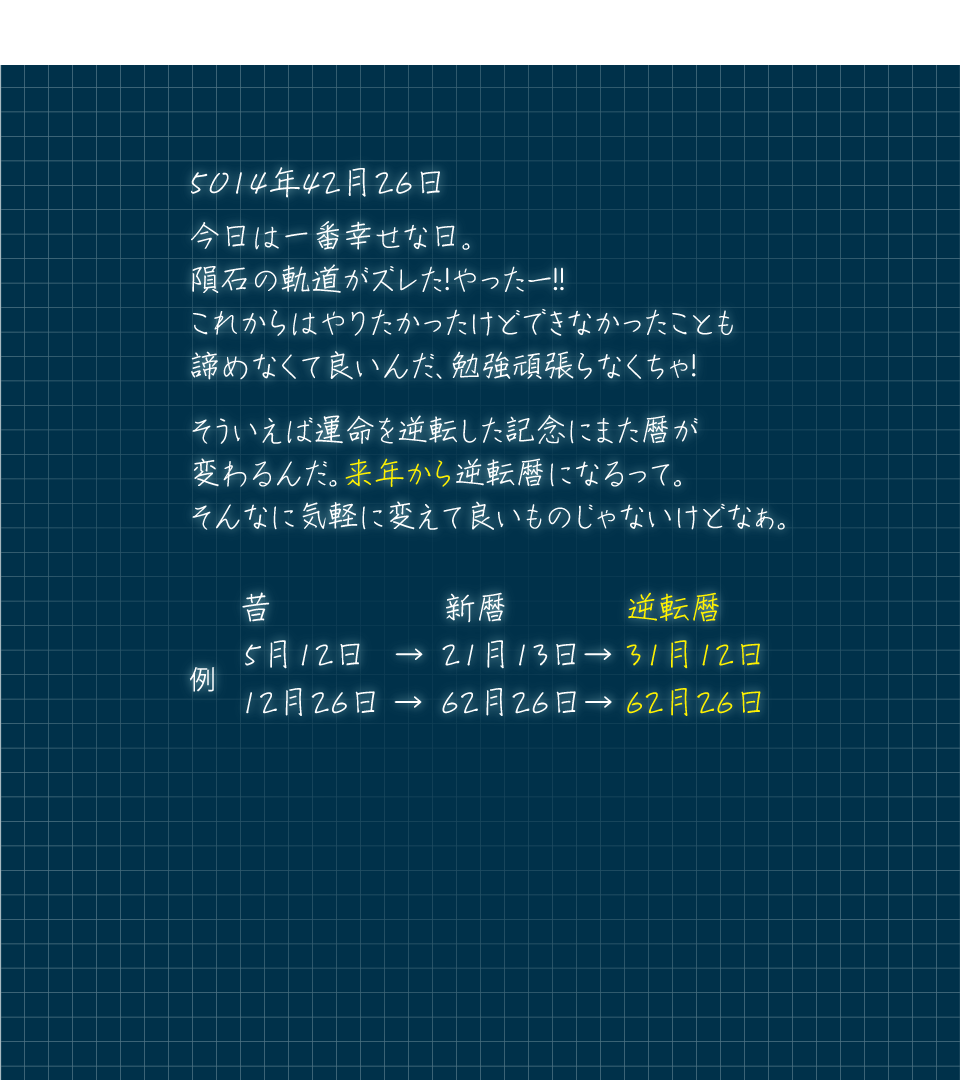 5014年42月26日
今日は一番幸せな日。
隕石の軌道がズレた!やったー!!
これからはやりたかったけどできなかったことも
諦めなくて良いんだ、勉強頑張らなくちゃ!
そういえば運命を逆転した記念にまた暦が
変わるんだ。来年から逆転暦になるって。
そんなに気軽に変えて良いものじゃないけどなぁ。
昔 新暦 逆転暦
例
5月12日 → 21月13日→ 31月12日
12月26日 → 62月26日→ 62月26日